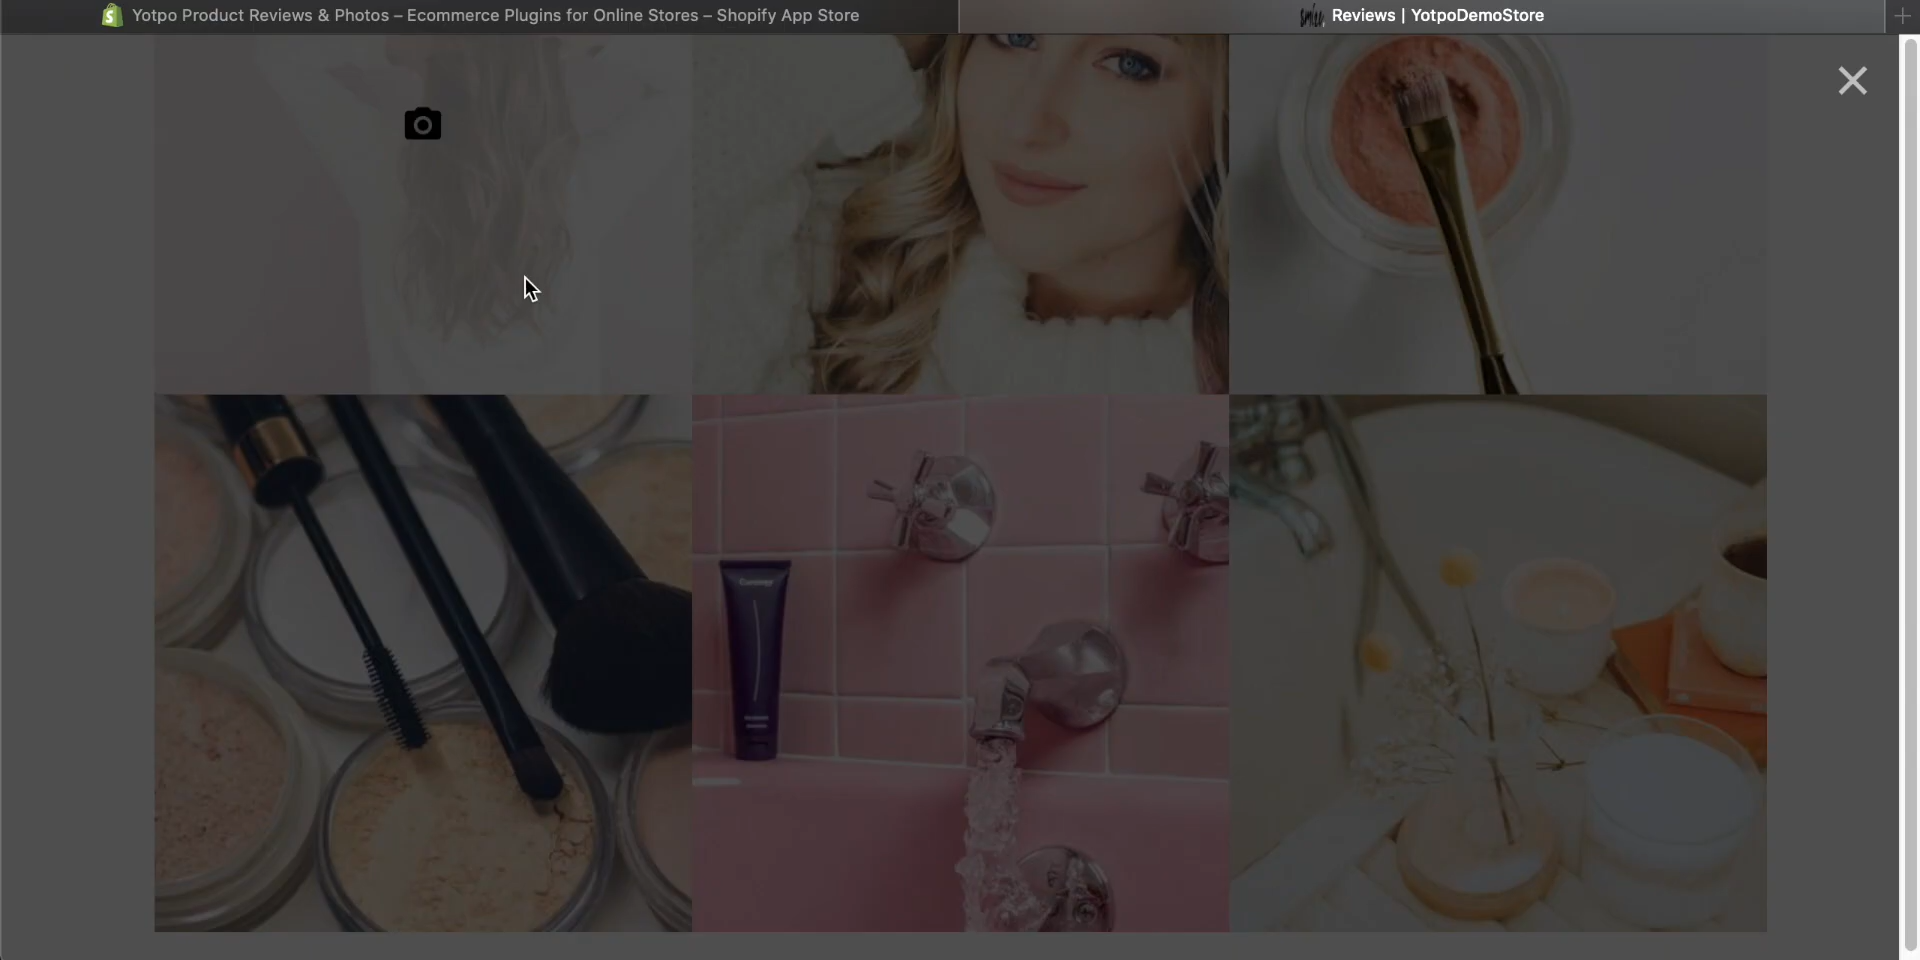 Yotpo Product Reviews & Photos – Ecommerce Plugins for Online Stores – Shopify App Store
Reviews | YotpoDemoStore